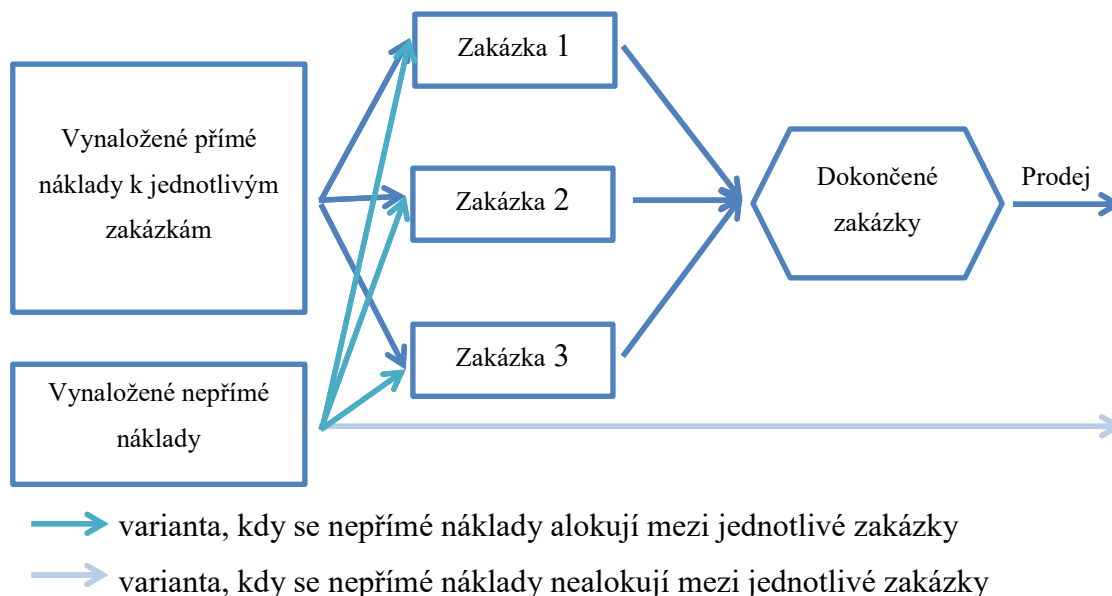 Vynaložené přímé
náklady k jednotlivým
zakázkám
Vynaložené nepřímé
náklady
Zakázka 1
Zakázka 2
Zakázka 3
Dokončené
zakázky
Prodej
varianta, kdy se nepřímé náklady alokují mezi jednotlivé zakázky
varianta, kdy se nepřímé náklady nealokují mezi jednotlivé zakázky